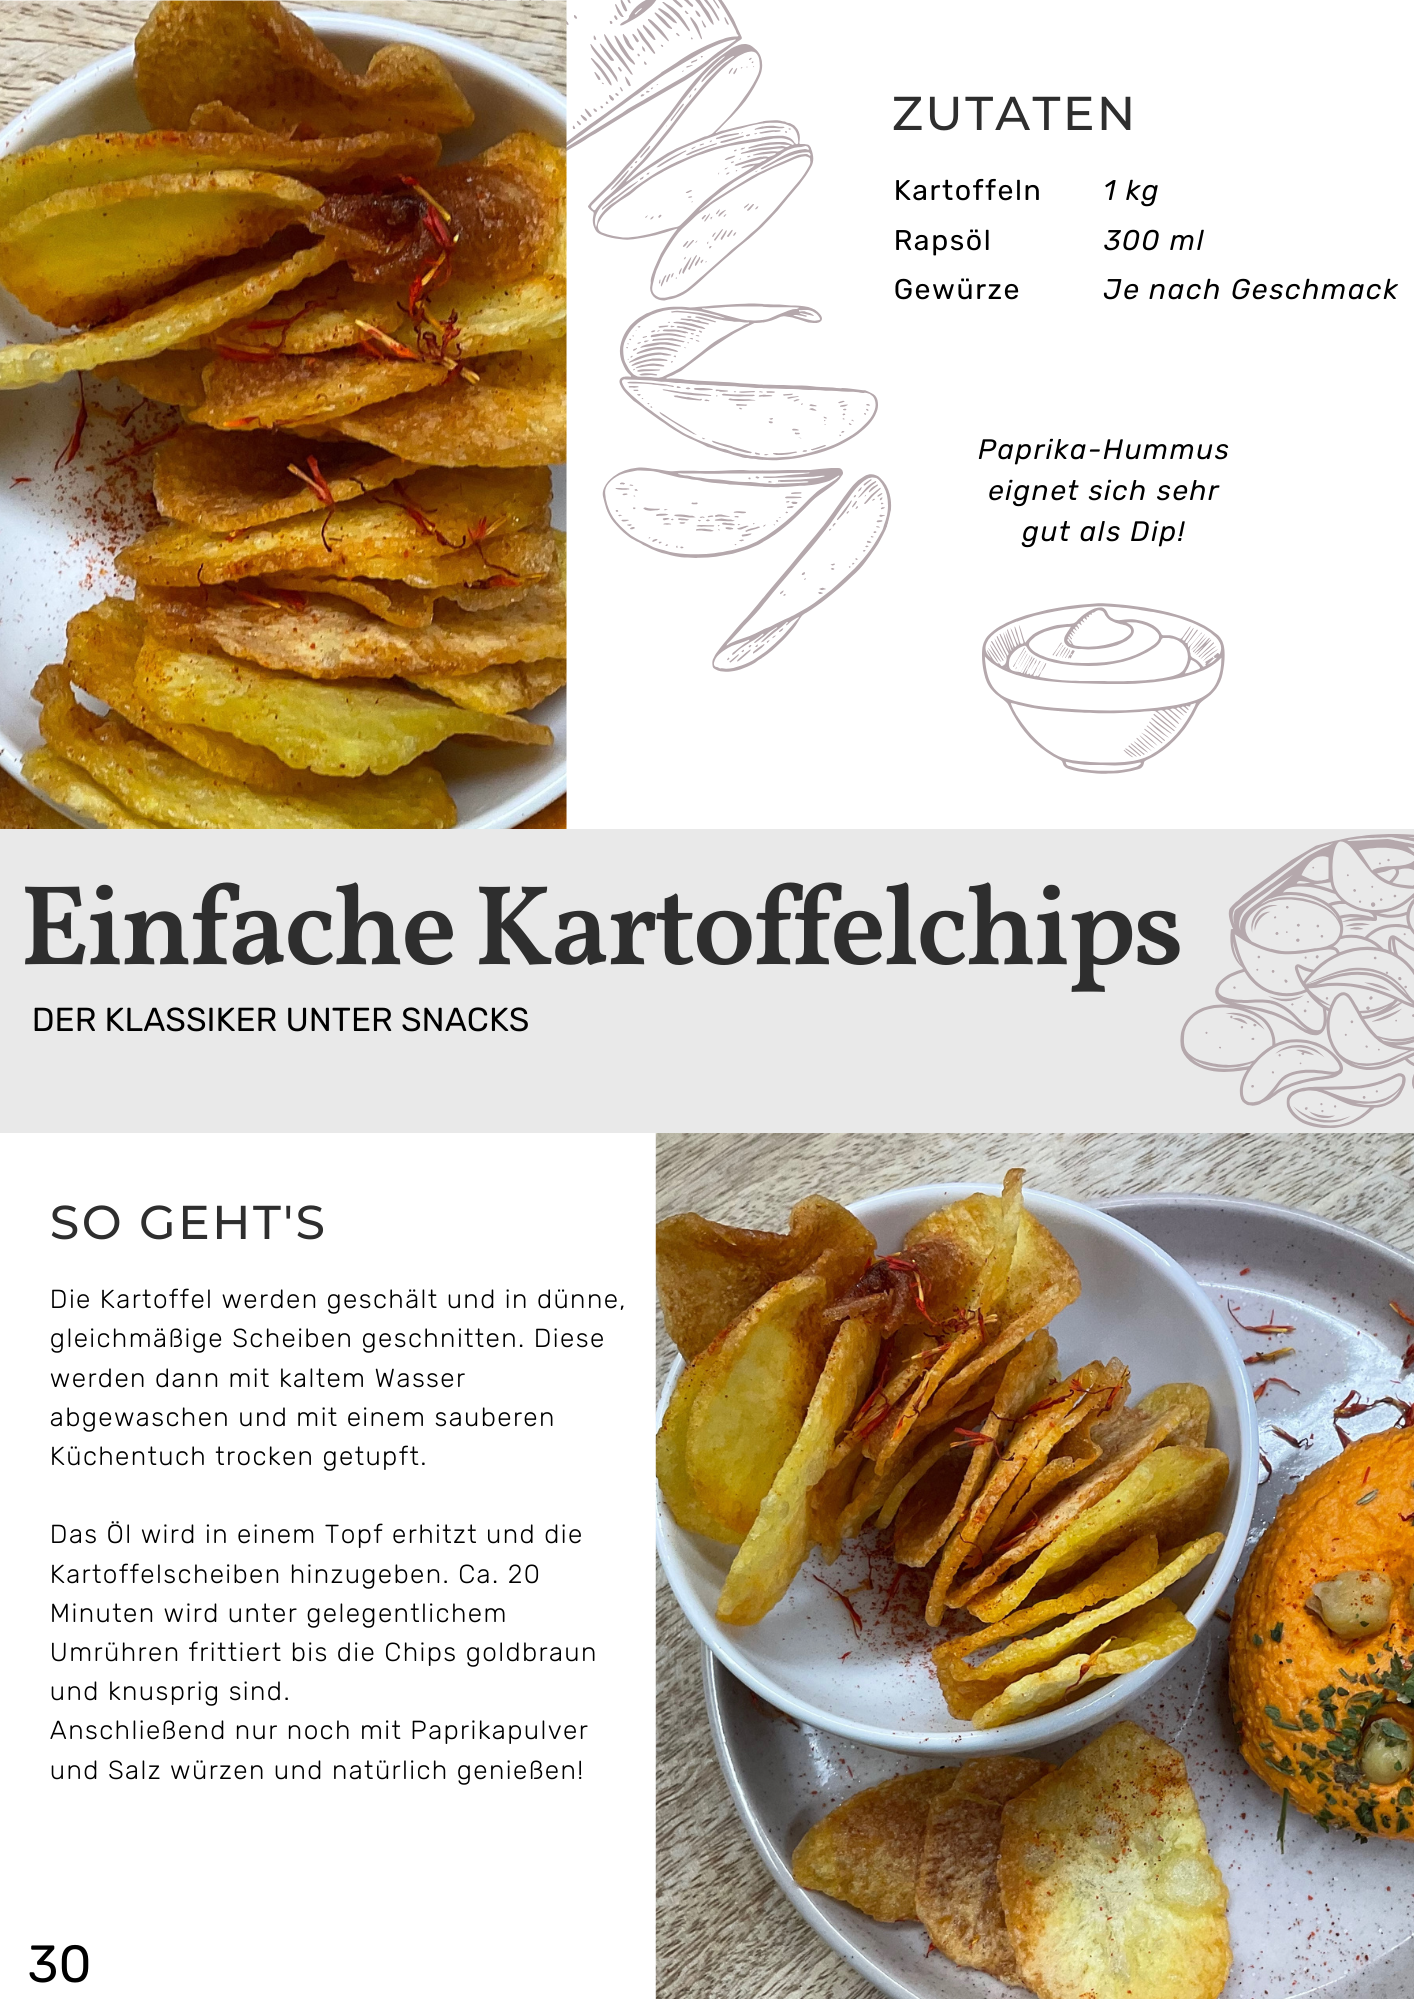 ZUTATEN
Kartoffeln 1 kg
Rapsöl 300 ml
Gewürze Je nach Geschmack
Paprika-Hummus
eignet sich sehr
gut als Dip!
Einfache Kartoffelchips
DER KLASSIKER UNTER SNACKS
SO GEHT'S
Die Kartoffel werden geschält und in dünne,
gleichmäßige Scheiben geschnitten. Diese
werden dann mit kaltem Wasser
abgewaschen und mit einem sauberen
Küchentuch trocken getupft.
Das Öl wird in einem Topf erhitzt und die
Kartoffelscheiben hinzugeben. Ca. 20
Minuten wird unter gelegentlichem
Umrühren frittiert bis die Chips goldbraun
und knusprig sind.
Anschließend nur noch mit Paprikapulver
und Salz würzen und natürlich genießen!
30